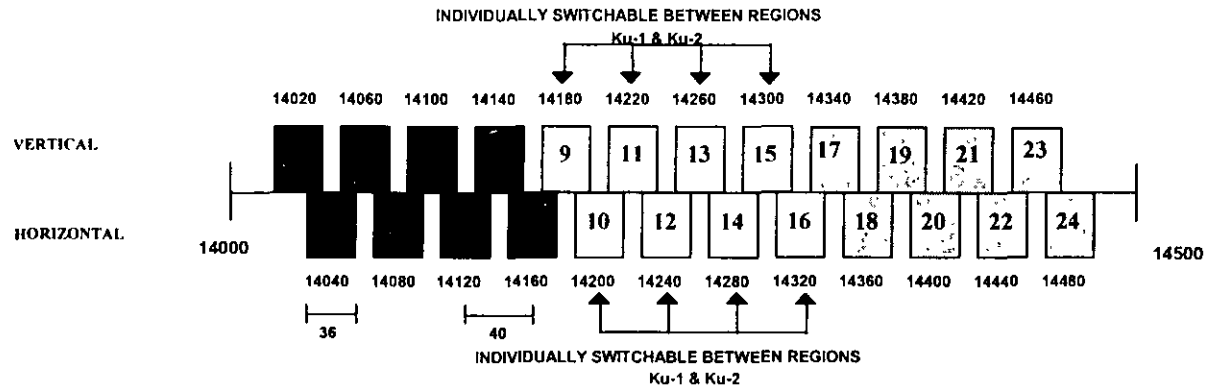 INDIVIDUALLY SWITCHABLE BETWEEN REGIONS
Ku-1 & Ku-2
14020 14060 14100 14140 14180 14220 14260 14300 14340 14380 14420 14460
VERTICAL 9 11 13 15 17 19 21 23
HORIZONTAL 10 12 14 16 18 20 22 24
14000 14500
14040 14080 14120 14160 14200 14240 14280 14320 14360 14400 14440 14480
36 40
INDIVIDUALLY SWITCHABLE BETWEEN REGIONS
Ku-1 & Ku-2